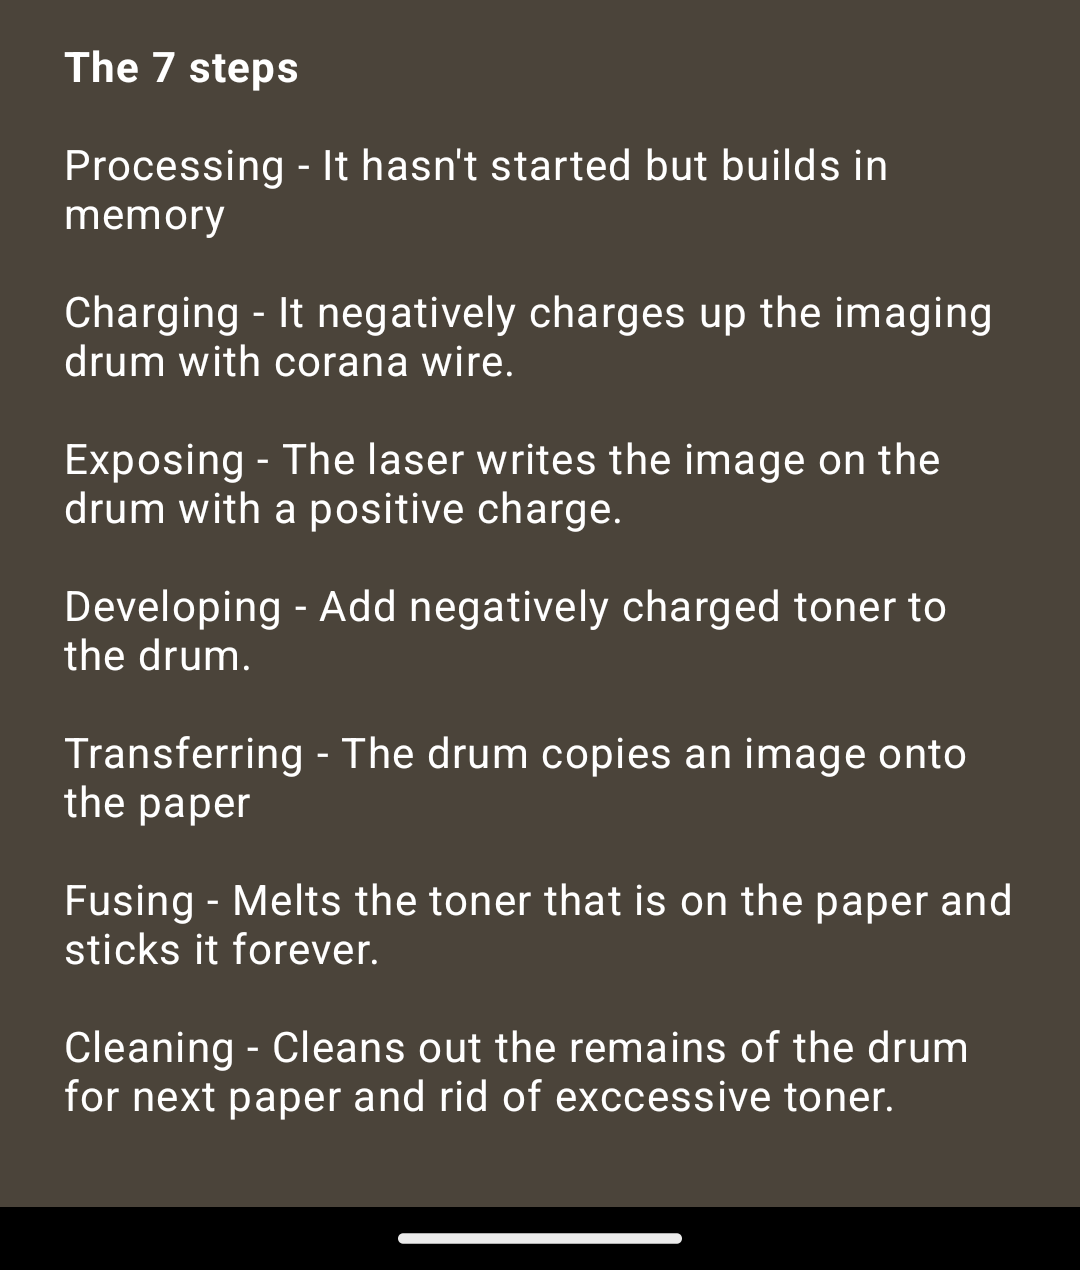 The 7 steps
Processing - It hasn't started but builds in
memory
Charging - It negatively charges up the imaging
drum with corana wire.
Exposing - The laser writes the image on the
drum with a positive charge.
Developing - Add negatively charged toner to
the drum.
Transferring - The drum copies an image onto
the paper
Fusing - Melts the toner that is on the paper and
sticks it forever.
Cleaning - Cleans out the remains of the drum
for next paper and rid of exccessive toner.